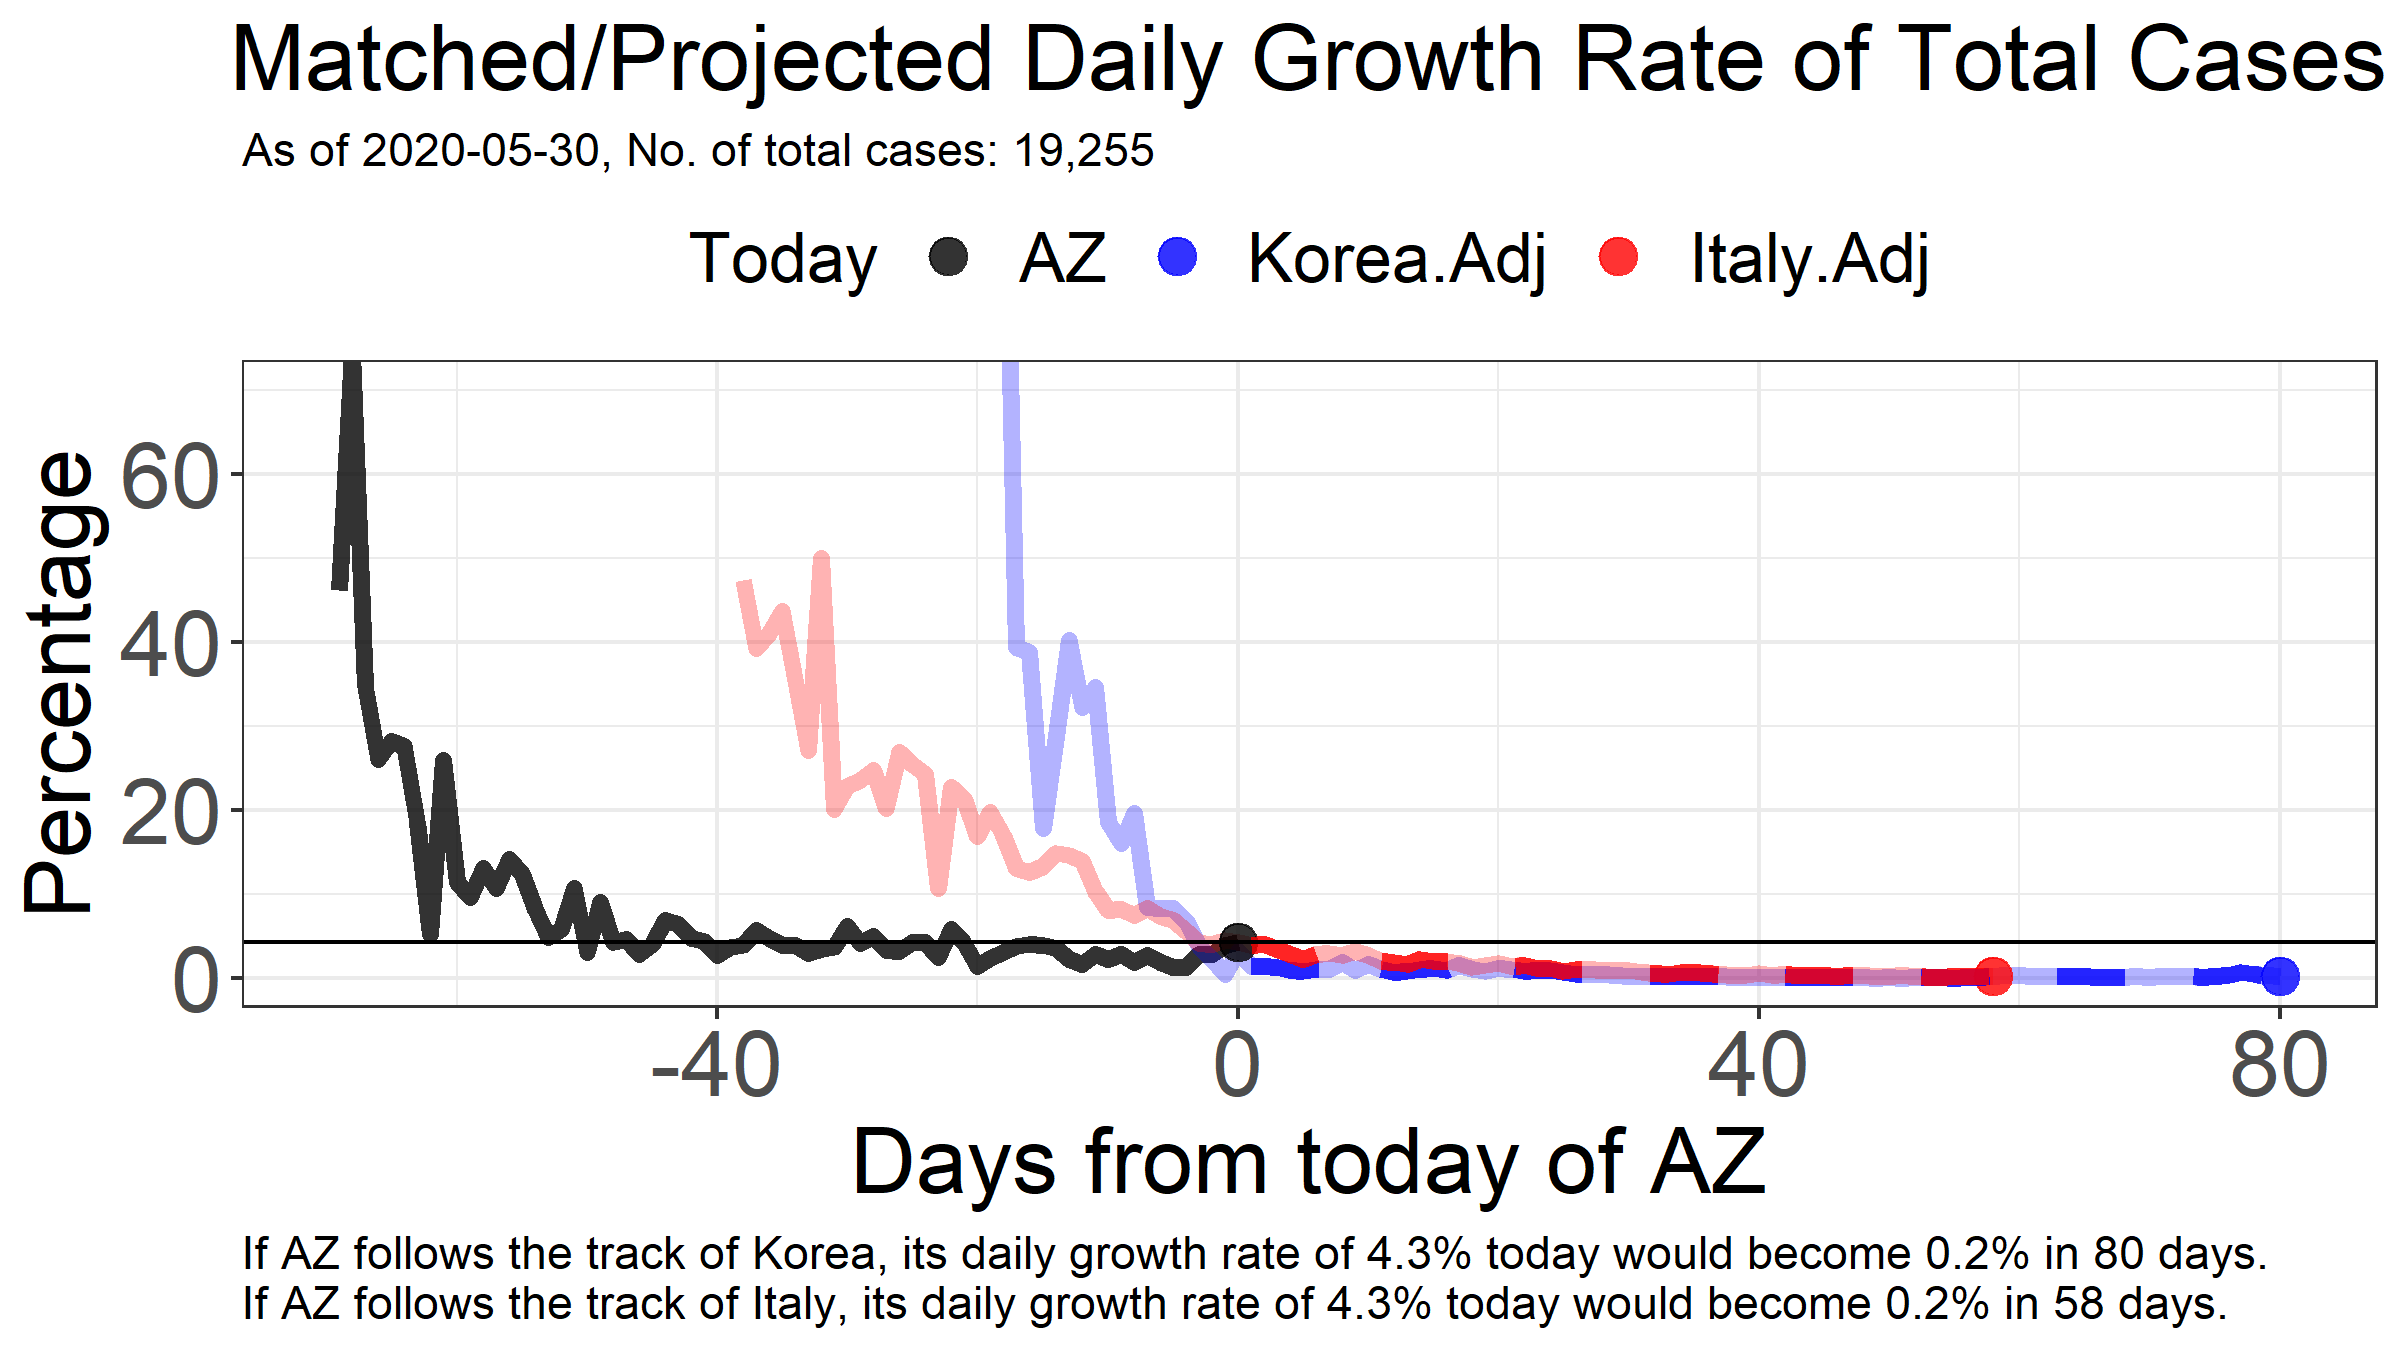 Matched/Projected Daily Growth Rate of Total Cases
As of 2020-05-30, No. of total cases: 19,255
Today AZ Korea.Adj Italy.Adj
Percentage
60
40
20
0
-40 0 40 80
Days from today of AZ
If AZ follows the track of Korea, its daily growth rate of 4.3% today would become 0.2% in 80 days.
If AZ follows the track of Italy, its daily growth rate of 4.3% today would become 0.2% in 58 days.